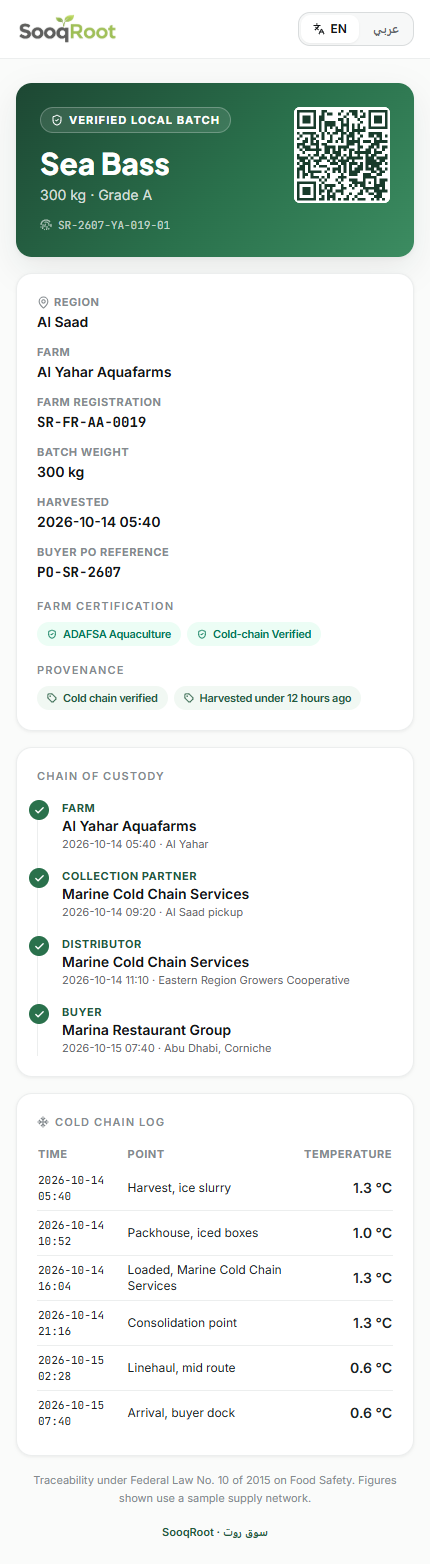 SooqRoot
EN
عربي
VERIFIED LOCAL BATCH
Sea Bass
300 kg · Grade A
SR-2607-YA-019-01
REGION
Al Saad
FARM
Al Yahar Aquafarms
FARM REGISTRATION
SR-FR-AA-0019
BATCH WEIGHT
300 kg
HARVESTED
2026-10-14 05:40
BUYER PO REFERENCE
PO-SR-2607
FARM CERTIFICATION
ADAFSA Aquaculture
Cold-chain Verified
PROVENANCE
Cold chain verified
Harvested under 12 hours ago
CHAIN OF CUSTODY
FARM
Al Yahar Aquafarms
2026-10-14 05:40 · Al Yahar
COLLECTION PARTNER
Marine Cold Chain Services
2026-10-14 09:20 · Al Saad pickup
DISTRIBUTOR
Marine Cold Chain Services
2026-10-14 11:10 · Eastern Region Growers Cooperative
BUYER
Marina Restaurant Group
2026-10-15 07:40 · Abu Dhabi, Corniche
COLD CHAIN LOG
TIME POINT TEMPERATURE
2026-10-14
05:40
Harvest, ice slurry
1.3 °C
2026-10-14
10:52
Packhouse, iced boxes
1.0 °C
2026-10-14
16:04
Loaded, Marine Cold Chain
Services
1.3 °C
2026-10-14
21:16
Consolidation point
1.3 °C
2026-10-15
02:28
Linehaul, mid route
0.6 °C
2026-10-15
07:40
Arrival, buyer dock
0.6 °C
Traceability under Federal Law No. 10 of 2015 on Food Safety. Figures
shown use a sample supply network.
SooqRoot · سوق روت